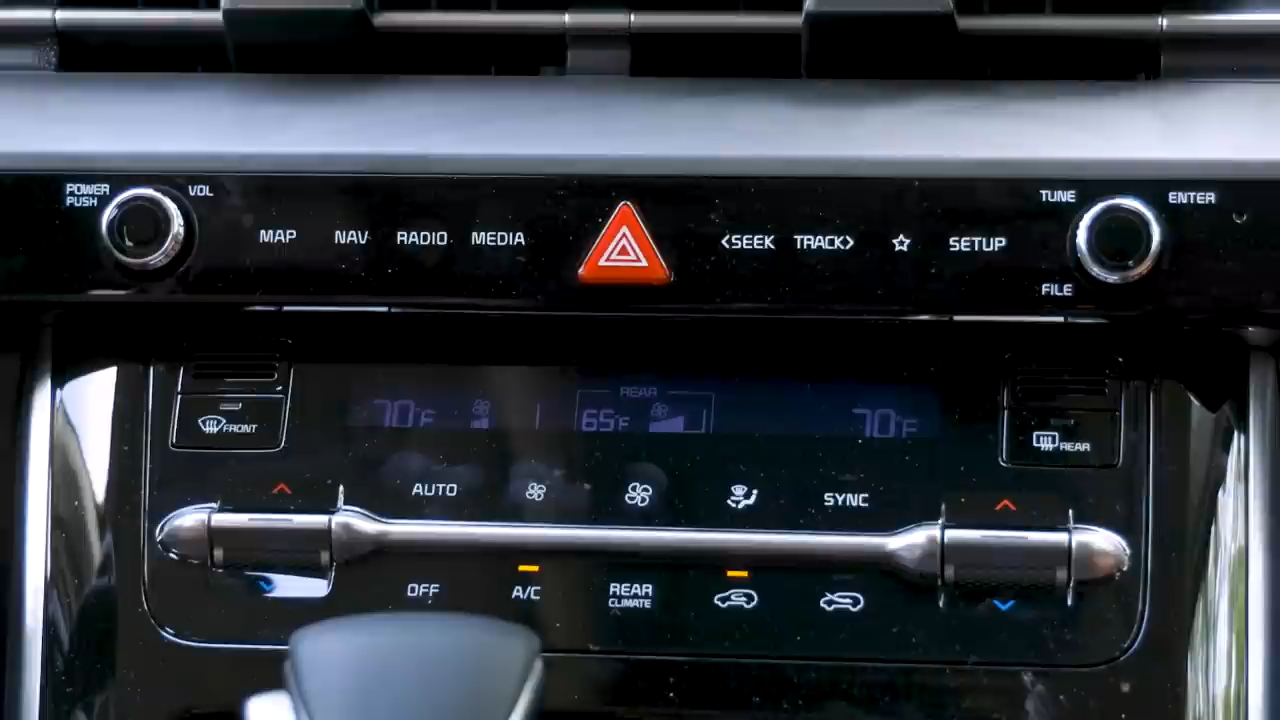 POWER PUSH
VOL
MAP
NAV
RADIO
MEDIA
<SEEK
TRACK>
SETUP
TUNE
ENTER
FILE
FRONT
70°F
REAR
65°F
70°F
REAR
AUTO
SYNC
OFF
A/C
REAR
CLIMATE